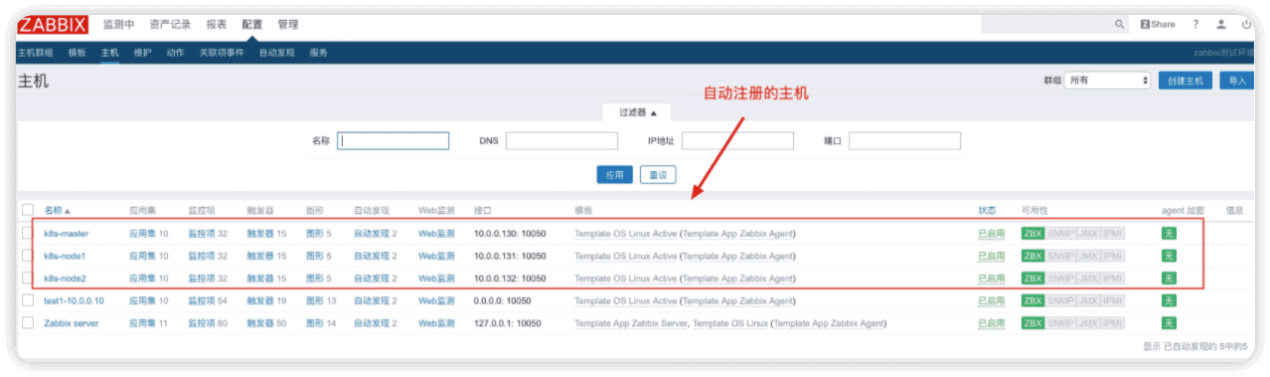 ZABBIX 监测中 资产记录 报表 配置 管理 Share ?
主机群组 模板 主机 维护 动作 关联项事件 自动发现 服务 zabbix测试环境
主机 群组 所有 创建主机 导入
自动注册的主机
过滤器 ▲
名称 DNS IP地址 端口
应用 重设
名称 ▲ 应用集 监控项 触发器 图形 自动发现 Web监测 接口 模板 状态 可用性 agent 加密 信息
k8s-master 应用集 10 监控项 32 触发器 15 图形 5 自动发现 2 Web监测 10.0.0.130: 10050 Template OS Linux Active (Template App Zabbix Agent) 已启用 ZBX SNMP JMX IPMI 无
k8s-node1 应用集 10 监控项 32 触发器 15 图形 5 自动发现 2 Web监测 10.0.0.131: 10050 Template OS Linux Active (Template App Zabbix Agent) 已启用 ZBX SNMP JMX IPMI 无
k8s-node2 应用集 10 监控项 32 触发器 15 图形 5 自动发现 2 Web监测 10.0.0.132: 10050 Template OS Linux Active (Template App Zabbix Agent) 已启用 ZBX SNMP JMX IPMI 无
test1-10.0.0.10 应用集 10 监控项 54 触发器 19 图形 13 自动发现 2 Web监测 0.0.0.0: 10050 Template OS Linux Active (Template App Zabbix Agent) 已启用 ZBX SNMP JMX IPMI 无
Zabbix server 应用集 11 监控项 80 触发器 50 图形 14 自动发现 2 Web监测 127.0.0.1: 10050 Template App Zabbix Server, Template OS Linux (Template App Zabbix Agent) 已启用 ZBX SNMP JMX IPMI 无
显示 已自动发现的 5中的5